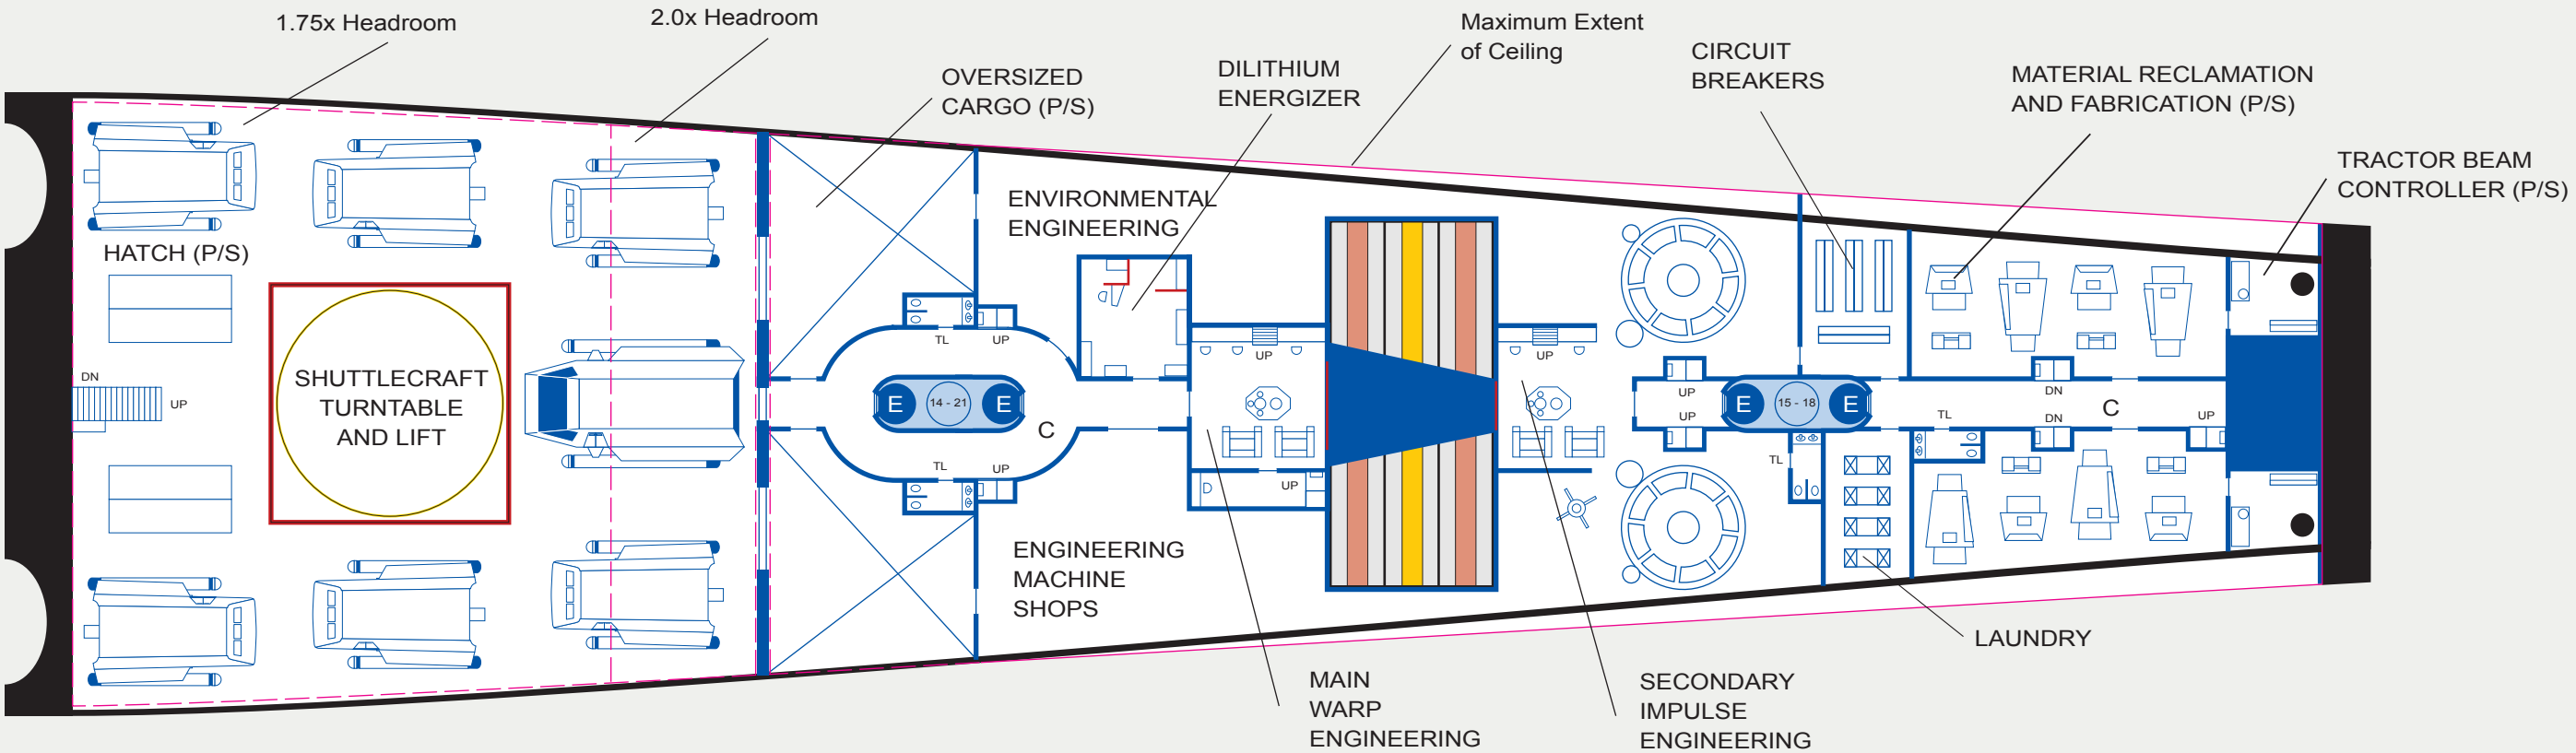 1.75x Headroom
2.0x Headroom
OVERSIZED
CARGO (P/S)
DILITHIUM
ENERGIZER
Maximum Extent
of Ceiling
CIRCUIT
BREAKERS
MATERIAL RECLAMATION
AND FABRICATION (P/S)
TRACTOR BEAM
CONTROLLER (P/S)
ENVIRONMENTAL
ENGINEERING
HATCH (P/S)
SHUTTLECRAFT
TURNTABLE
AND LIFT
DN
UP
TL
UP
E
14 - 21
E
C
TL
UP
UP
UP
UP
UP
UP
E
15 - 18
E
TL
TL
DN
DN
C
UP
ENGINEERING
MACHINE
SHOPS
MAIN
WARP
ENGINEERING
SECONDARY
IMPULSE
ENGINEERING
LAUNDRY